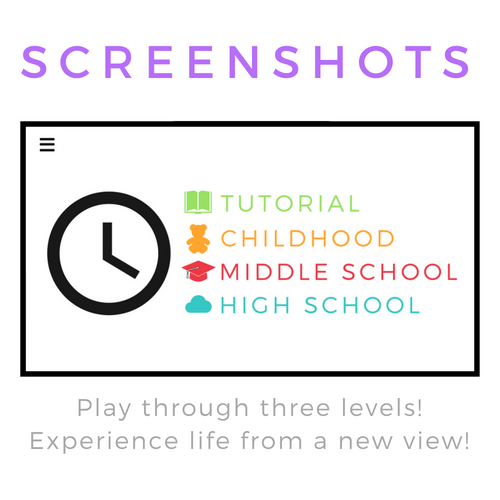 SCREENSHOTS
TUTORIAL
CHILDHOOD
MIDDLE SCHOOL
HIGH SCHOOL
Play through three levels!
Experience life from a new view!